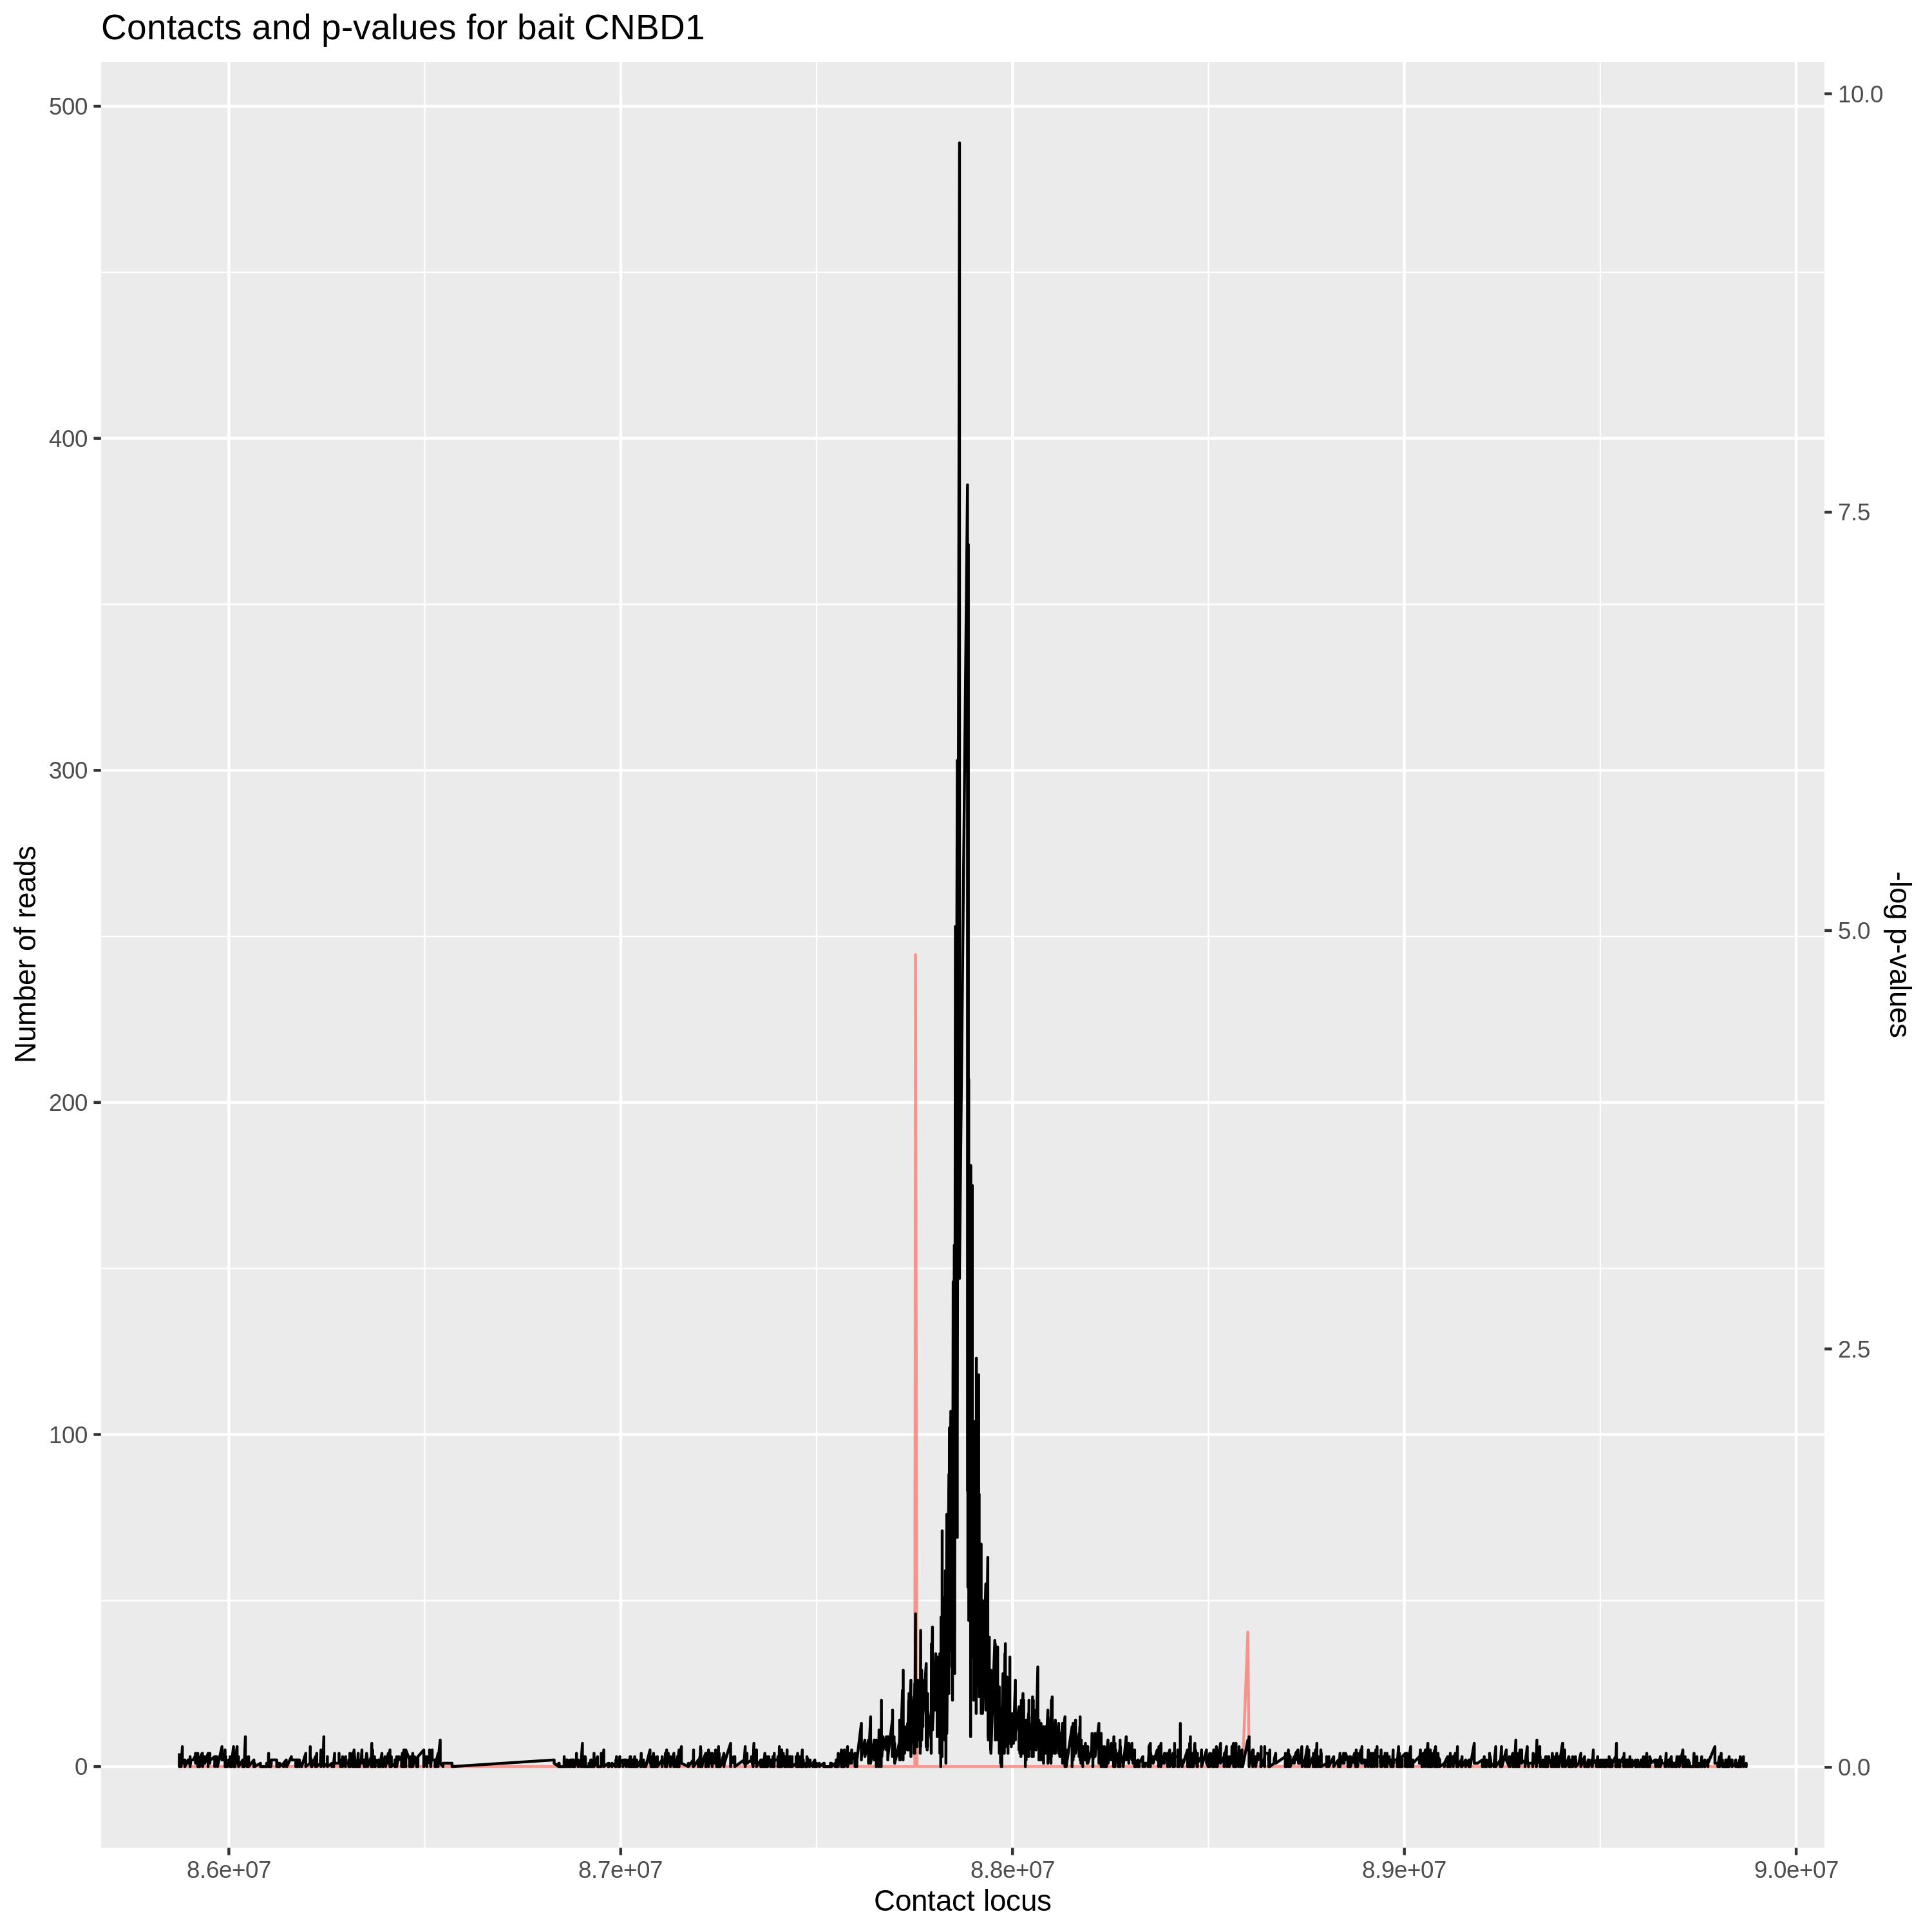 Contacts and p-values for bait CNBD1
500
400
300
200
100
0
10.0
7.5
5.0
2.5
0.0
Number of reads
-log p-values
8.6e+07 8.7e+07 8.8e+07 8.9e+07 9.0e+07
Contact locus